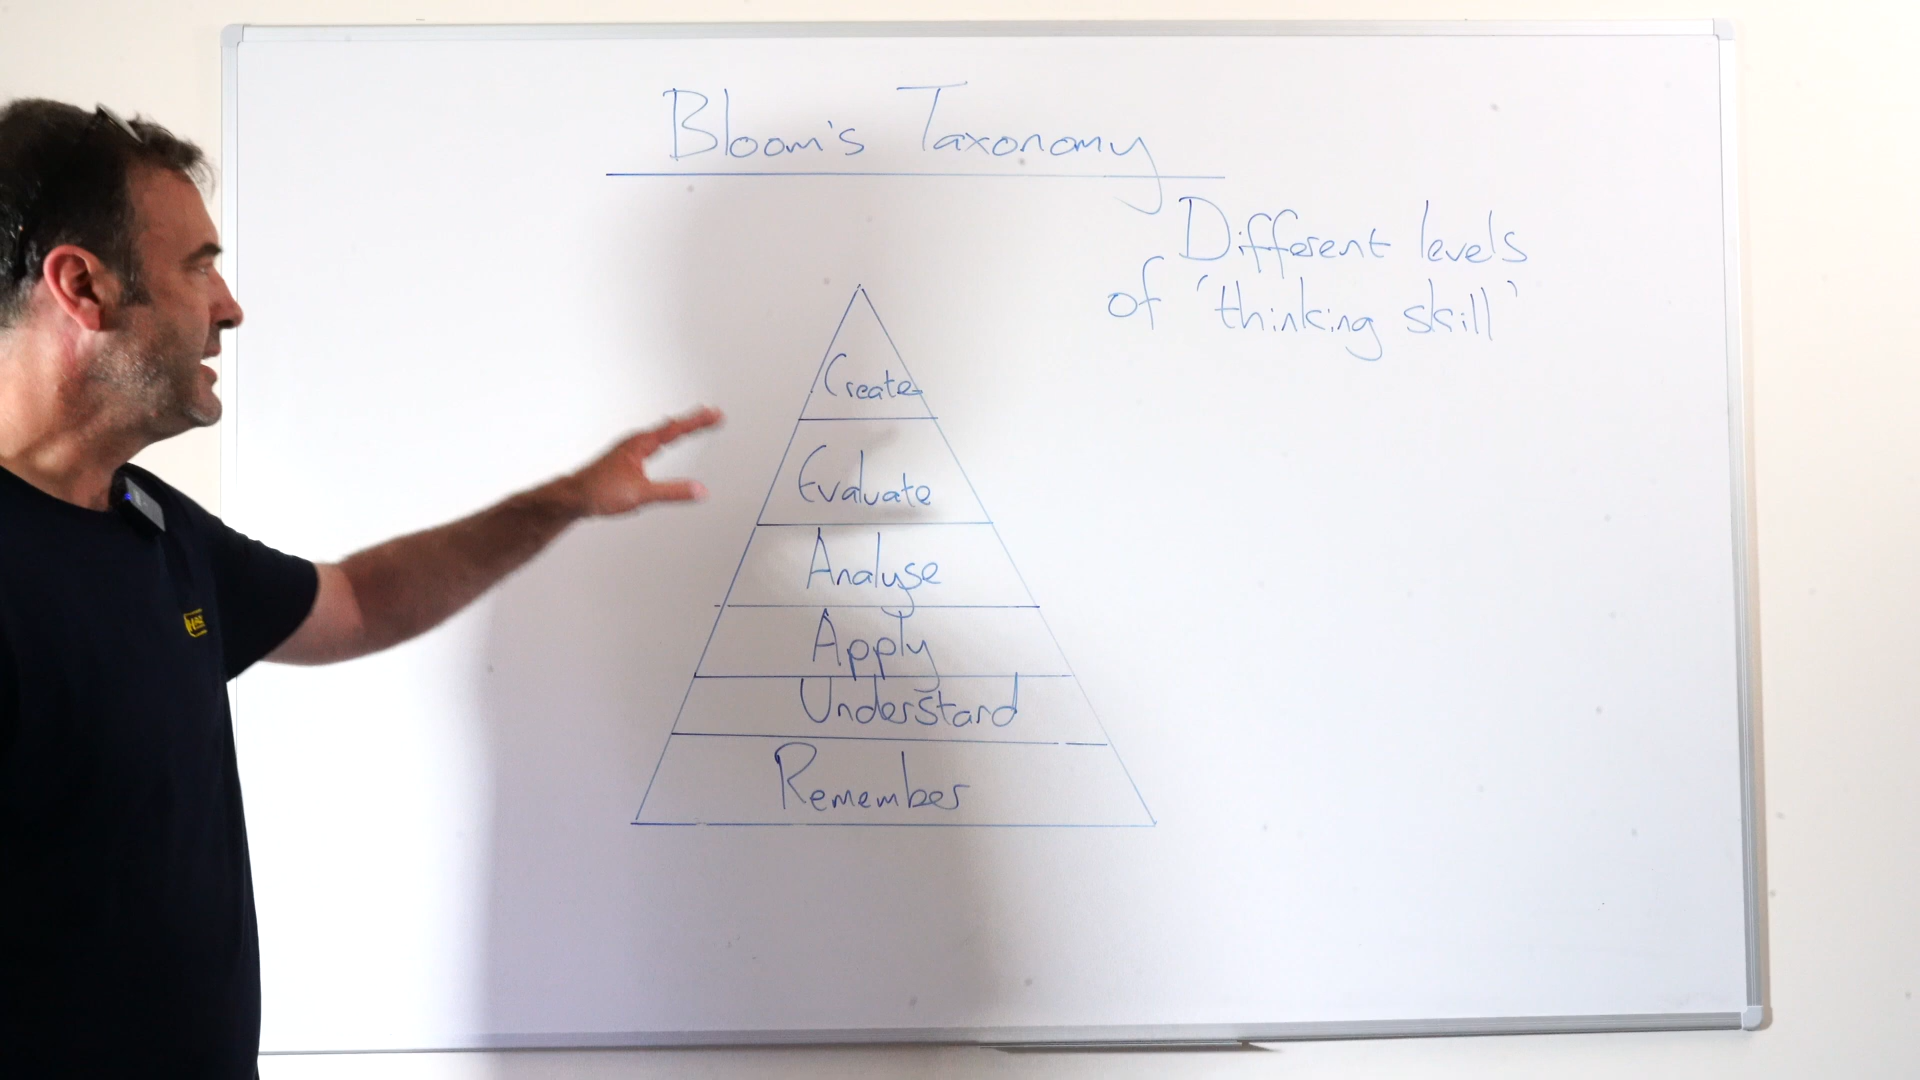 Bloom's Taxonomy
Different levels
of 'thinking skill'
Create
Evaluate
Analyse
Apply
Understand
Remember